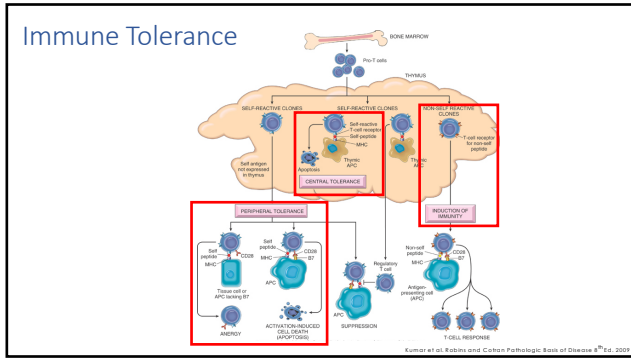 Immune Tolerance
BONE MARROW
Pro-T cells
THYMUS
SELF-REACTIVE CLONES
SELF-REACTIVE CLONES
NON-SELF REACTIVE
CLONES
Self-reactive
T-cell receptor
Self-peptide
MHC
T-cell receptor
for non-self
peptide
Self antigen
not expressed
in thymus
Apoptosis
Thymic
APC
Thymic
APC
CENTRAL TOLERANCE
PERIPHERAL TOLERANCE
INDUCTION OF
IMMUNITY
Self
peptide
CD28
MHC
Tissue cell or
APC lacking B7
ANERGY
Self
peptide
CD28
B7
MHC
APC
ACTIVATION-INDUCED
CELL DEATH
(APOPTOSIS)
Regulatory
T cell
APC
SUPPRESSION
Non-self
peptide
CD28
MHC
B7
Antigen-
presenting cell
(APC)
T-CELL RESPONSE
Kumar et al. Robins and Cotran Pathologic Basis of Disease 8th Ed. 2009